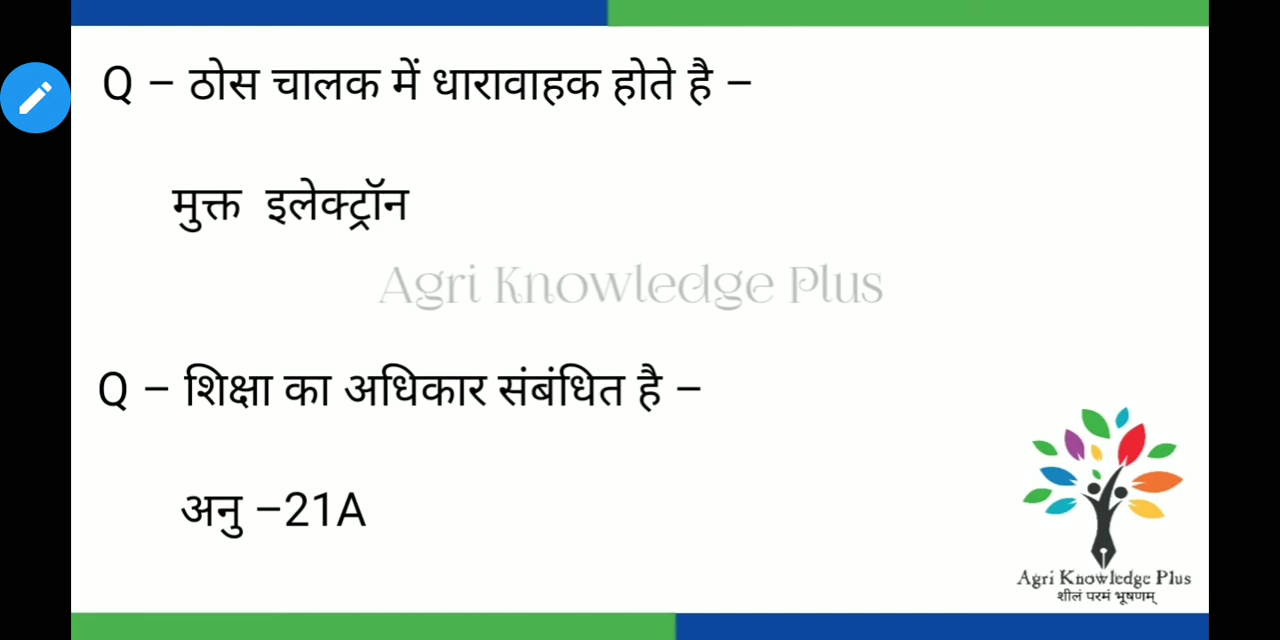 Q – ठोस चालक में धारावाहक होते है –
मुक्त इलेक्ट्रॉन
Agri Knowledge Plus
Q – शिक्षा का अधिकार संबंधित है –
अनु –21A
Agri Knowledge Plus
शीलं परमं भूषणम्